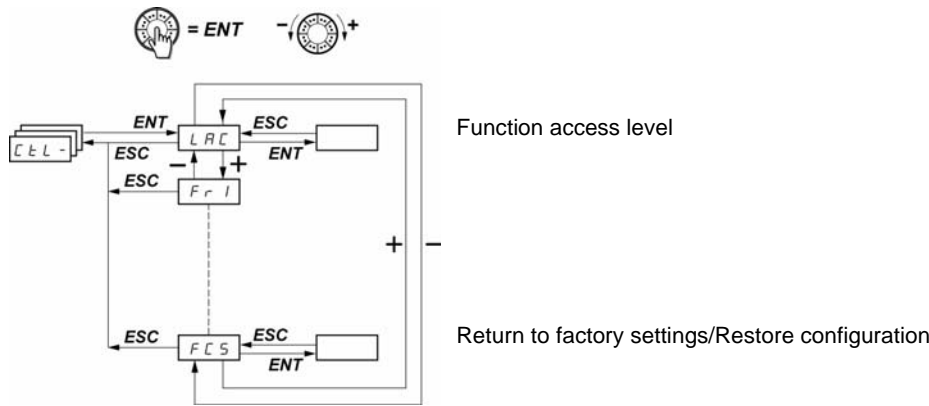 = ENT - +
ENT LAC ESC Function access level
CtL - ESC ENT
- +
ESC Fr1
+ -
ESC FCS ESC Return to factory settings/Restore configuration
ENT